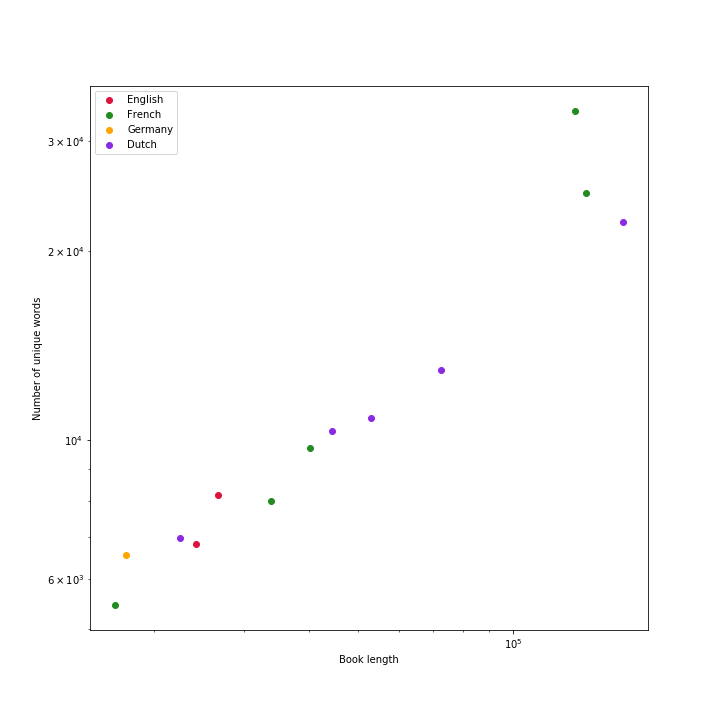 English
French
Germany
Dutch
3 × 10⁴
2 × 10⁴
10⁴
6 × 10³
Number of unique words
10⁵
Book length